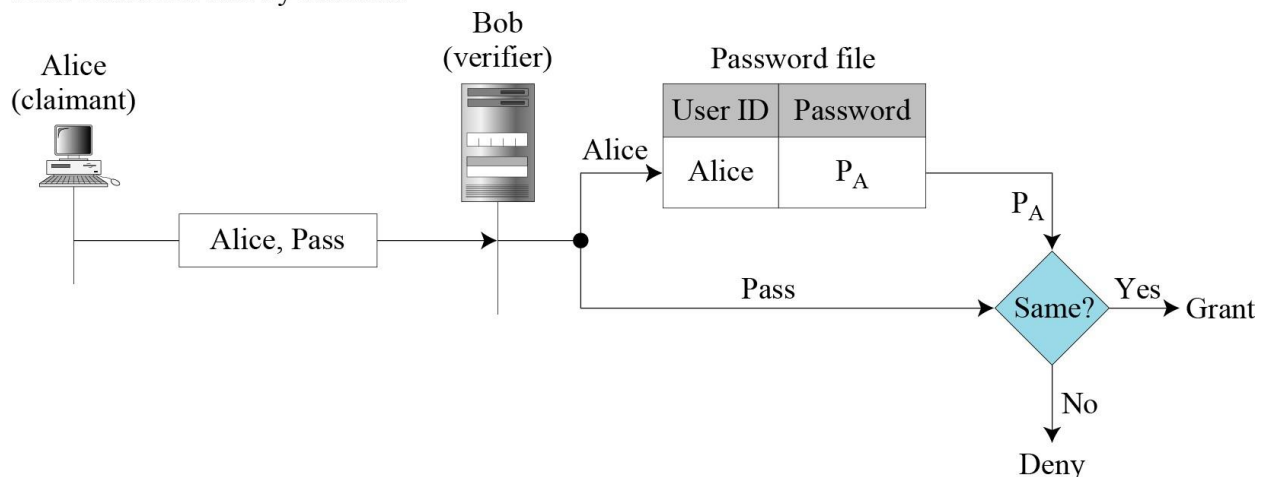 Bob
(verifier)
Alice
(claimant)
Password file
User ID Password
Alice
Alice P_A
P_A
Alice, Pass
Pass
Same?
Yes
Grant
No
Deny